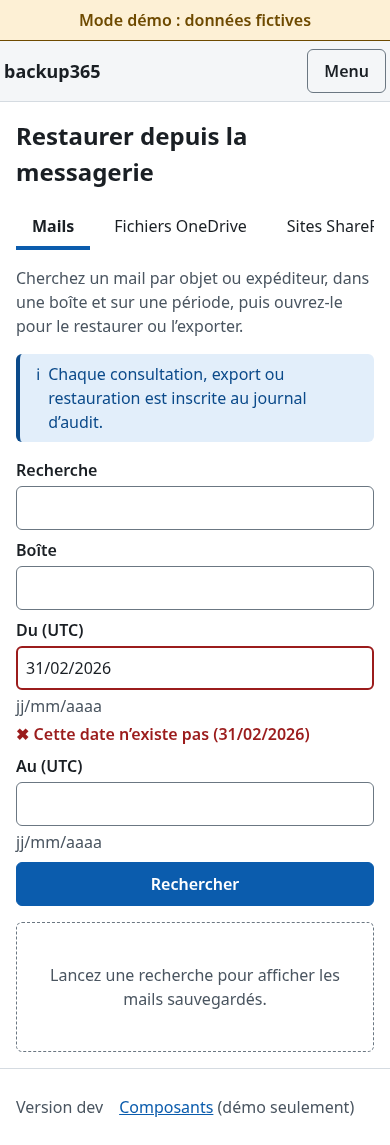 Mode démo : données fictives
backup365
Menu
Restaurer depuis la
messagerie
Mails
Fichiers OneDrive
Sites Share
Cherchez un mail par objet ou expéditeur, dans
une boîte et sur une période, puis ouvrez-le
pour le restaurer ou l’exporter.
i Chaque consultation, export ou
restauration est inscrite au journal
d’audit.
Recherche
Boîte
Du (UTC)
31/02/2026
jj/mm/aaaa
✖ Cette date n’existe pas (31/02/2026)
Au (UTC)
jj/mm/aaaa
Rechercher
Lancez une recherche pour afficher les
mails sauvegardés.
Version dev Composants (démo seulement)